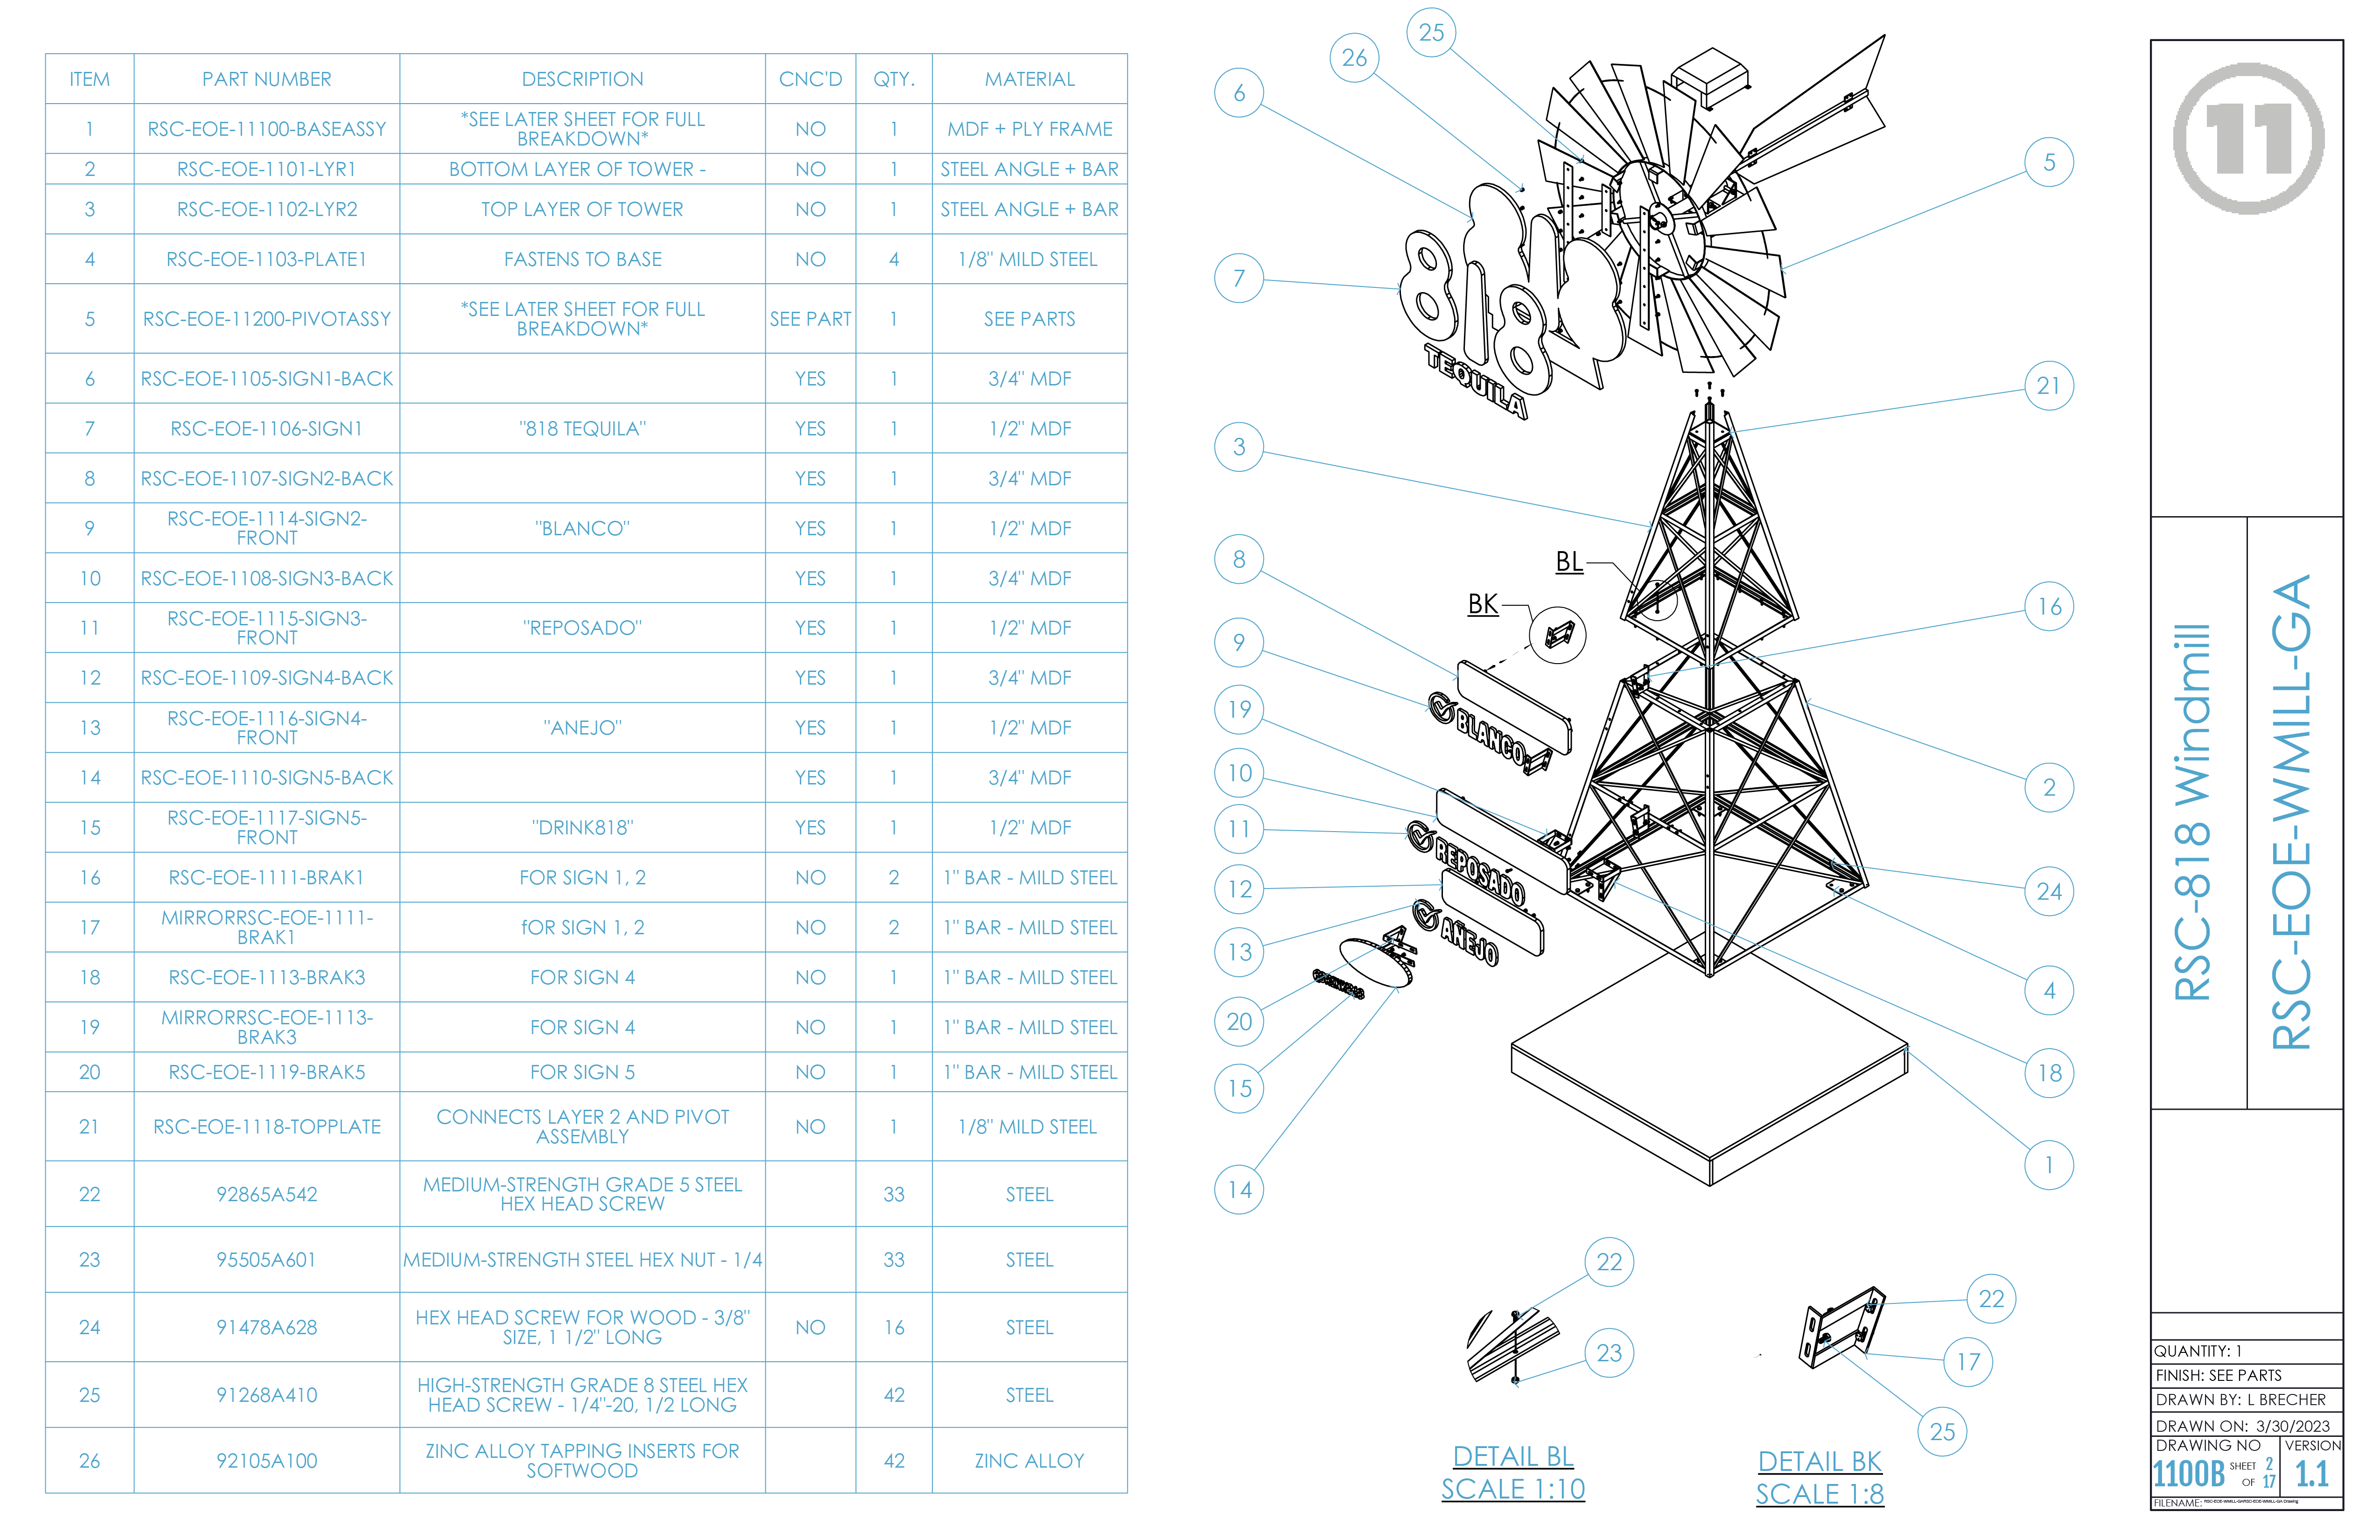 ITEM PART NUMBER DESCRIPTION CNC'D QTY. MATERIAL
1 RSC-EOE-11100-BASEASSY *SEE LATER SHEET FOR FULL BREAKDOWN* NO 1 MDF + PLY FRAME
2 RSC-EOE-1101-LYR1 BOTTOM LAYER OF TOWER - NO 1 STEEL ANGLE + BAR
3 RSC-EOE-1102-LYR2 TOP LAYER OF TOWER NO 1 STEEL ANGLE + BAR
4 RSC-EOE-1103-PLATE1 FASTENS TO BASE NO 4 1/8" MILD STEEL
5 RSC-EOE-11200-PIVOTASSY *SEE LATER SHEET FOR FULL BREAKDOWN* SEE PART 1 SEE PARTS
6 RSC-EOE-1105-SIGN1-BACK YES 1 3/4" MDF
7 RSC-EOE-1106-SIGN1 "818 TEQUILA" YES 1 1/2" MDF
8 RSC-EOE-1107-SIGN2-BACK YES 1 3/4" MDF
9 RSC-EOE-1114-SIGN2-FRONT "BLANCO" YES 1 1/2" MDF
10 RSC-EOE-1108-SIGN3-BACK YES 1 3/4" MDF
11 RSC-EOE-1115-SIGN3-FRONT "REPOSADO" YES 1 1/2" MDF
12 RSC-EOE-1109-SIGN4-BACK YES 1 3/4" MDF
13 RSC-EOE-1116-SIGN4-FRONT "ANEJO" YES 1 1/2" MDF
14 RSC-EOE-1110-SIGN5-BACK YES 1 3/4" MDF
15 RSC-EOE-1117-SIGN5-FRONT "DRINK818" YES 1 1/2" MDF
16 RSC-EOE-1111-BRAK1 FOR SIGN 1, 2 NO 2 1" BAR - MILD STEEL
17 MIRRORRSC-EOE-1111-BRAK1 fOR SIGN 1, 2 NO 2 1" BAR - MILD STEEL
18 RSC-EOE-1113-BRAK3 FOR SIGN 4 NO 1 1" BAR - MILD STEEL
19 MIRRORRSC-EOE-1113-BRAK3 FOR SIGN 4 NO 1 1" BAR - MILD STEEL
20 RSC-EOE-1119-BRAK5 FOR SIGN 5 NO 1 1" BAR - MILD STEEL
21 RSC-EOE-1118-TOPPLATE CONNECTS LAYER 2 AND PIVOT ASSEMBLY NO 1 1/8" MILD STEEL
22 92865A542 MEDIUM-STRENGTH GRADE 5 STEEL HEX HEAD SCREW 33 STEEL
23 95505A601 MEDIUM-STRENGTH STEEL HEX NUT - 1/4 33 STEEL
24 91478A628 HEX HEAD SCREW FOR WOOD - 3/8" SIZE, 1 1/2" LONG NO 16 STEEL
25 91268A410 HIGH-STRENGTH GRADE 8 STEEL HEX HEAD SCREW - 1/4"-20, 1/2 LONG 42 STEEL
26 92105A100 ZINC ALLOY TAPPING INSERTS FOR SOFTWOOD 42 ZINC ALLOY
25
26
6
5
7
818
818
TEQUILA
21
3
BL
8
BK
16
9
19
BLANCO
10
2
11
REPOSADO
12
24
13
AÑEJO
20
4
15
18
14
1
22
23
DETAIL BL
SCALE 1:10
22
17
25
DETAIL BK
SCALE 1:8
11
RSC-818 Windmill
RSC-EOE-WMILL-GA
QUANTITY: 1
FINISH: SEE PARTS
DRAWN BY: L BRECHER
DRAWN ON: 3/30/2023
DRAWING NO VERSION
1100B SHEET 2 OF 17 1.1
FILENAME: RSC-EOE-WMILL-GARSC-EOE-WMILL-GA Drawing